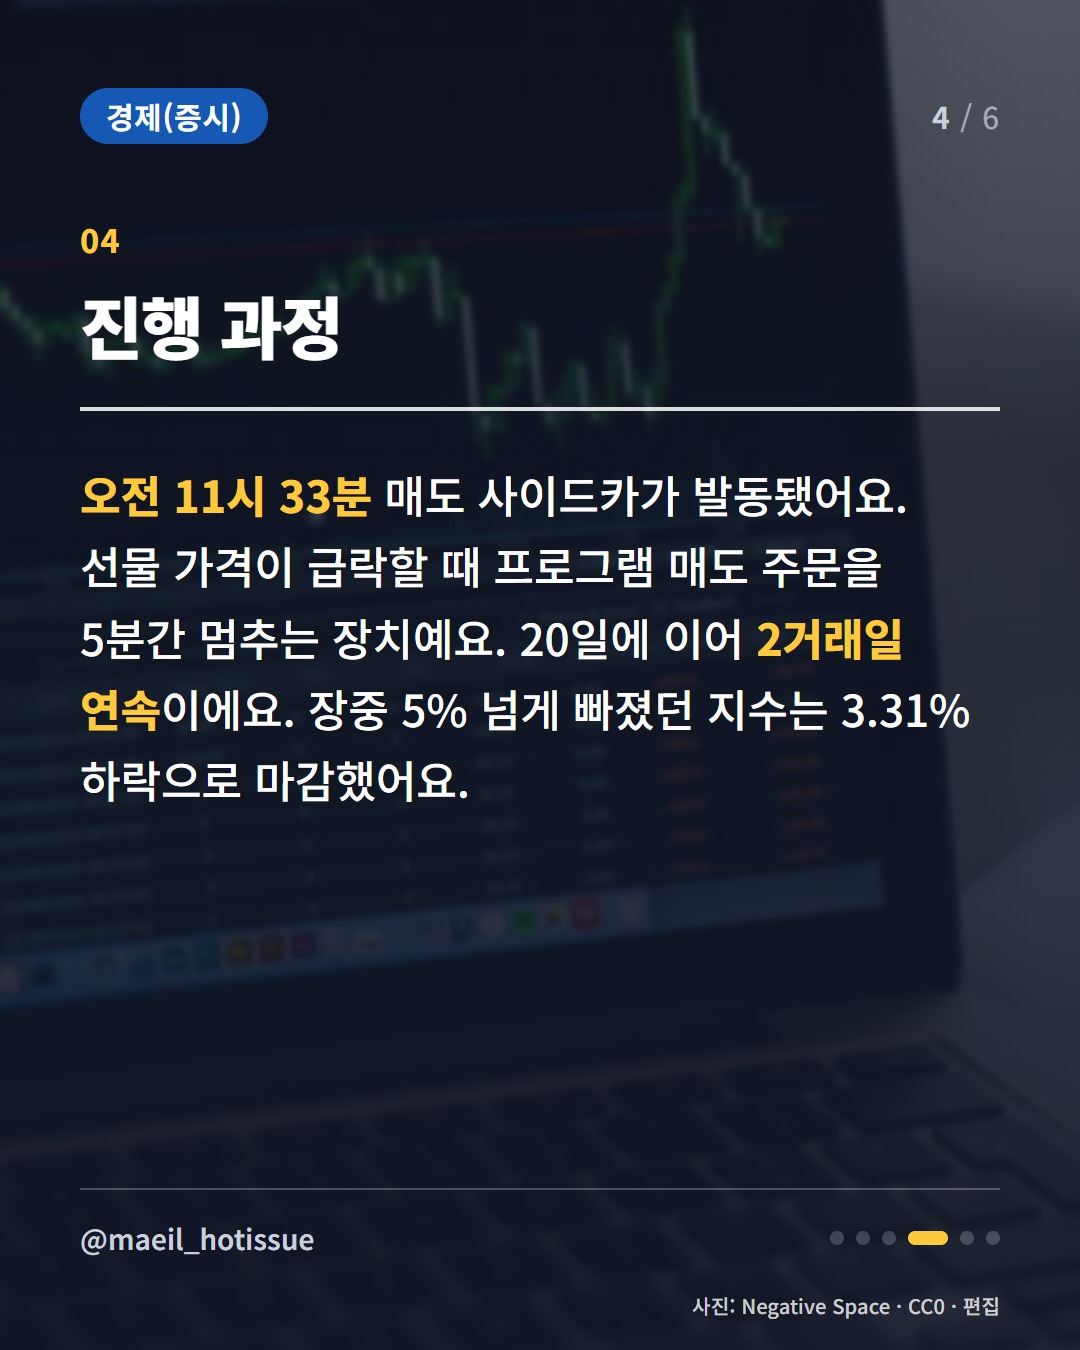 경제(증시)
4 / 6
04
진행 과정
오전 11시 33분 매도 사이드카가 발동됐어요.
선물 가격이 급락할 때 프로그램 매도 주문을
5분간 멈추는 장치예요. 20일에 이어 2거래일
연속이에요. 장중 5% 넘게 빠졌던 지수는 3.31%
하락으로 마감했어요.
@maeil_hotissue
사진: Negative Space · CC0 · 편집